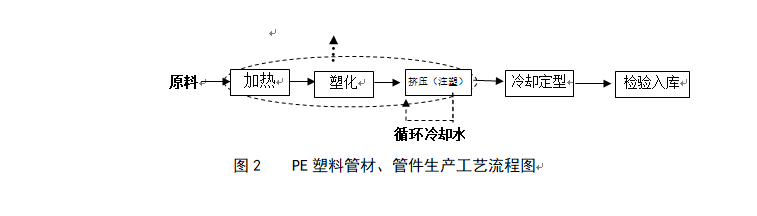 原料 加热 塑化 挤压（注塑） 冷却定型 检验入库
循环冷却水
图 2 PE 塑料管材、管件生产工艺流程图